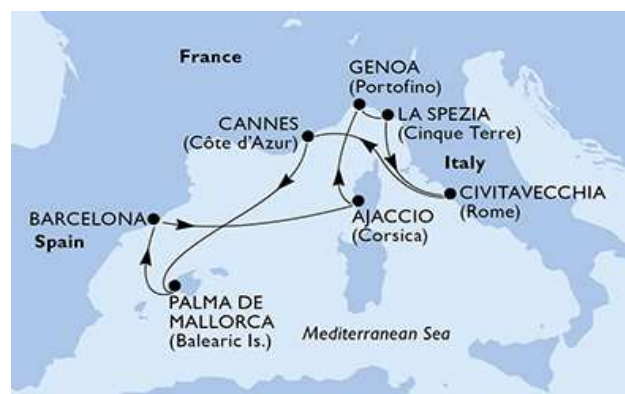 France
GENOA
(Portofino)
LA SPEZIA
(Cinque Terre)
CANNES
(Côte d'Azur)
Italy
CIVITAVECCHIA
(Rome)
BARCELONA
Spain
AJACCIO
(Corsica)
PALMA DE
MALLORCA
(Balearic Is.)
Mediterranean Sea